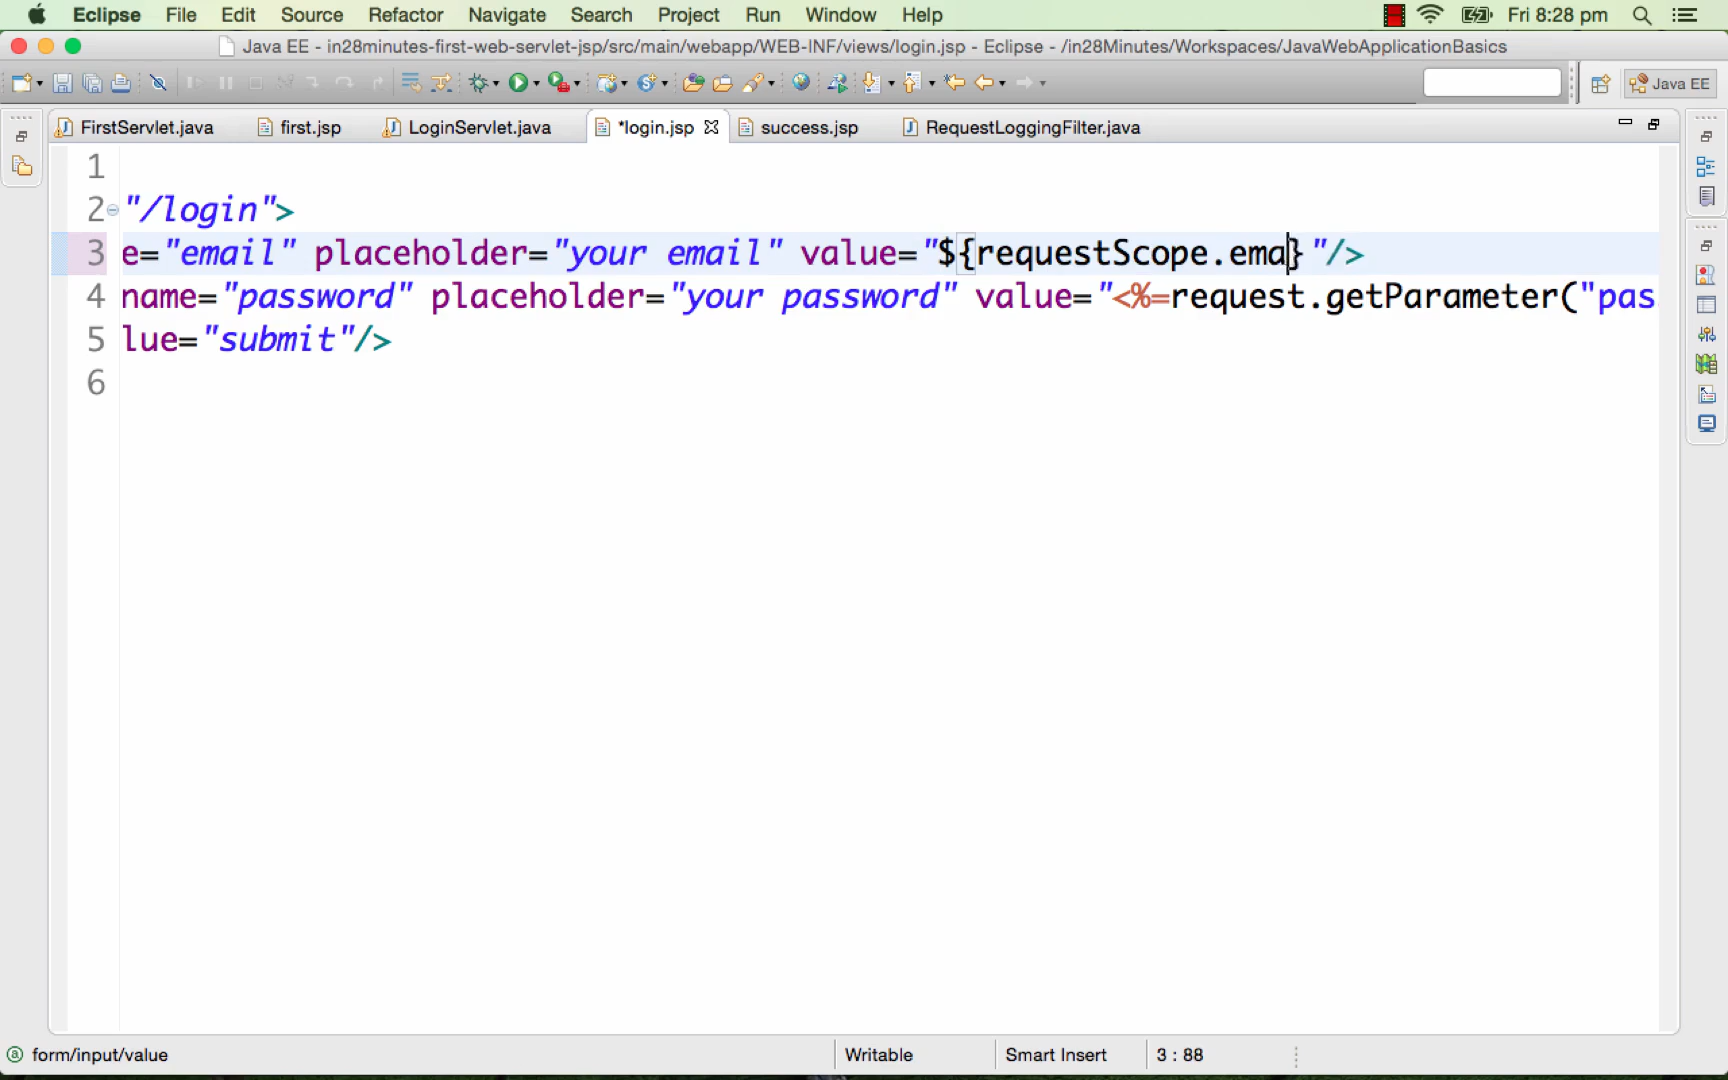 Eclipse File Edit Source Refactor Navigate Search Project Run Window Help Fri 8:28 pm
Java EE - in28minutes-first-web-servlet-jsp/src/main/webapp/WEB-INF/views/login.jsp - Eclipse - /in28Minutes/Workspaces/JavaWebApplicationBasics
Java EE
FirstServlet.java first.jsp LoginServlet.java *login.jsp success.jsp RequestLoggingFilter.java
1
2 "/login">
3 e="email" placeholder="your email" value="${requestScope.ema} "/>
4 name="password" placeholder="your password" value="<%=request.getParameter("pas
5 lue="submit"/>
6
form/input/value Writable Smart Insert 3 : 88